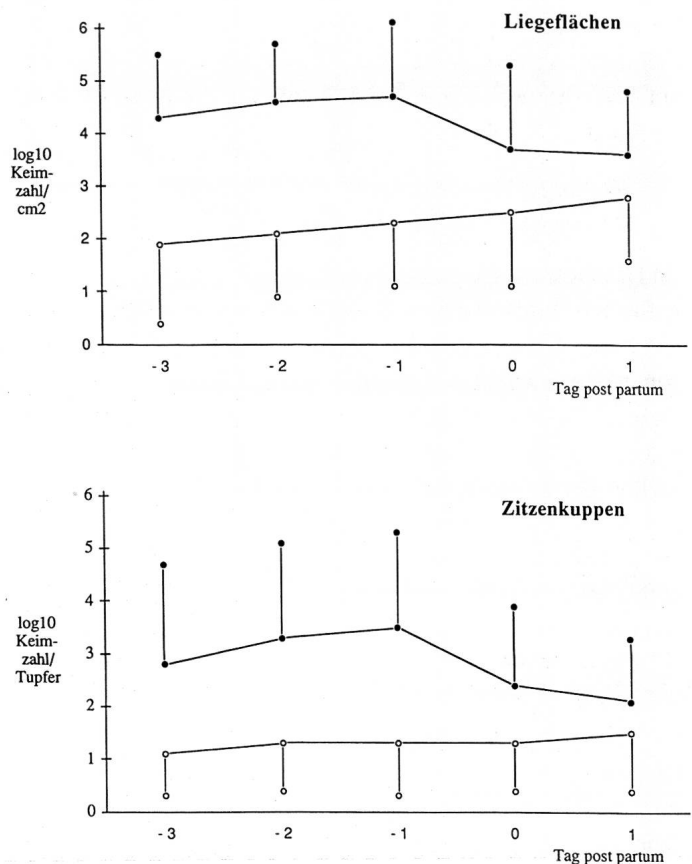 Liegeflächen
6
5
4
3
2
1
0
log10
Keim-
zahl/
cm2
- 3
- 2
- 1
0
1
Tag post partum
Zitzenkuppen
6
5
4
3
2
1
0
log10
Keim-
zahl/
Tupfer
- 3
- 2
- 1
0
1
Tag post partum